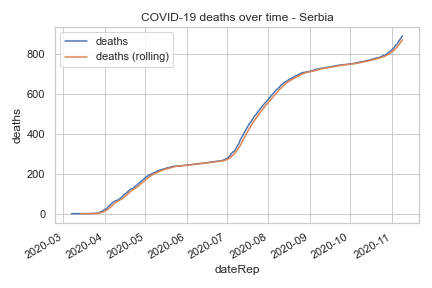 COVID-19 deaths over time - Serbia
deaths
deaths (rolling)
800
600
400
200
0
deaths
2020-03
2020-04
2020-05
2020-06
2020-07
2020-08
2020-09
2020-10
2020-11
dateRep